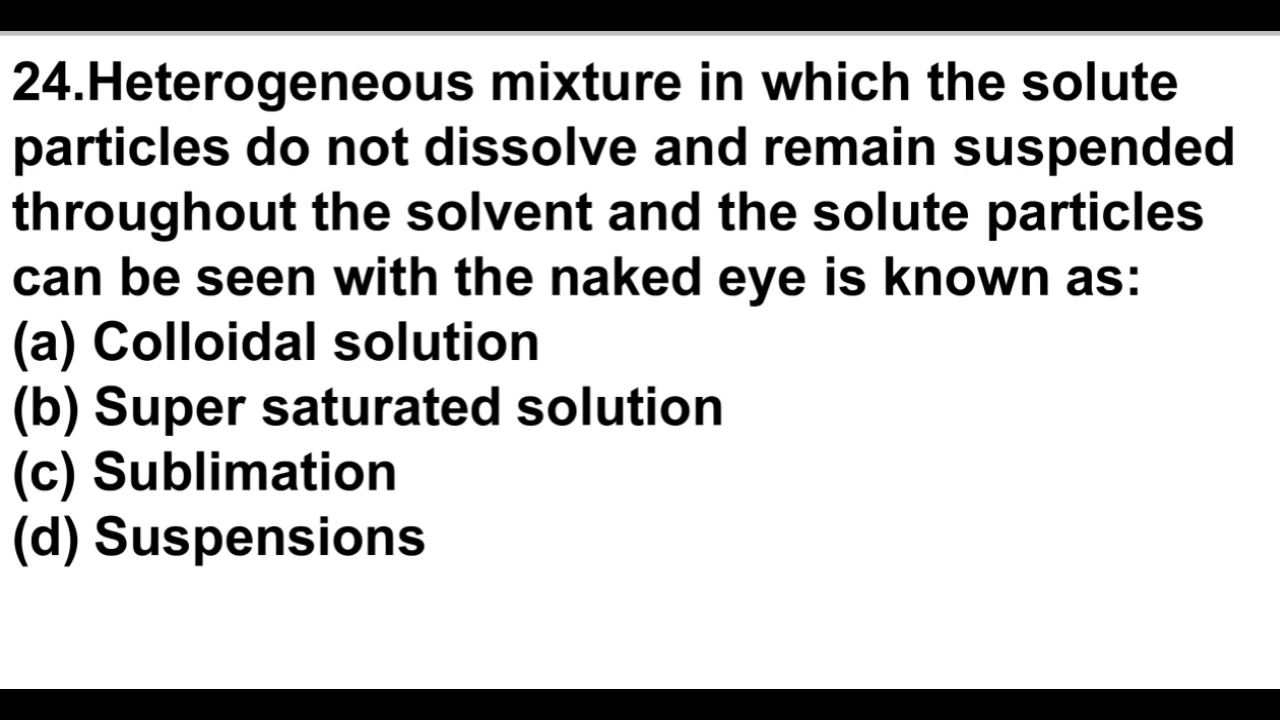 24.Heterogeneous mixture in which the solute
particles do not dissolve and remain suspended
throughout the solvent and the solute particles
can be seen with the naked eye is known as:
(a) Colloidal solution
(b) Super saturated solution
(c) Sublimation
(d) Suspensions